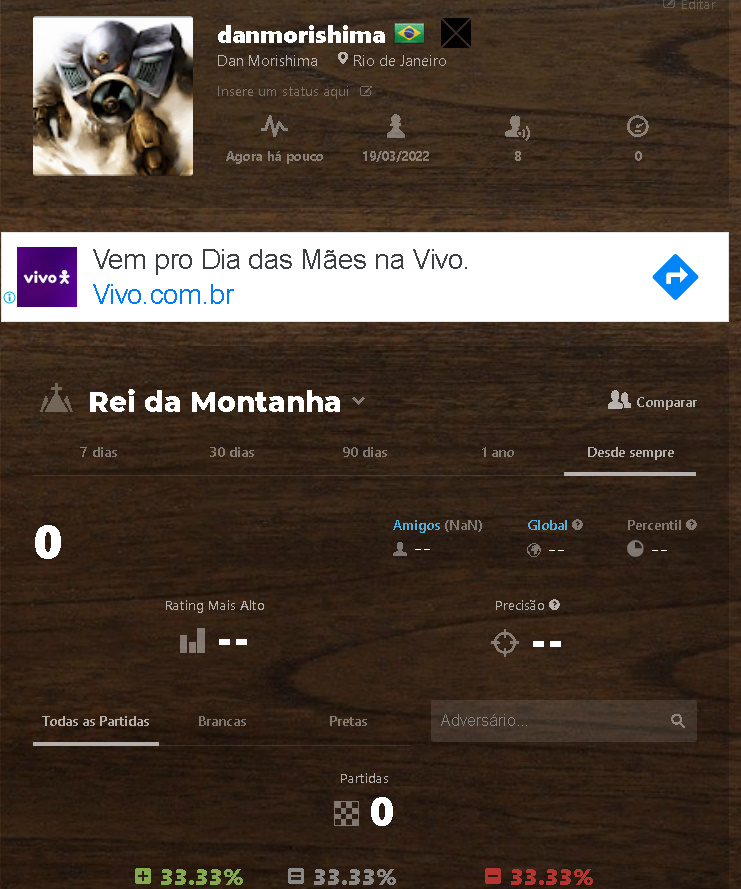 Editar
danmorishima
Dan Morishima Rio de Janeiro
Insere um status aqui
Agora há pouco 19/03/2022 8 0
vivo
Vem pro Dia das Mães na Vivo.
Vivo.com.br
Rei da Montanha
Comparar
7 dias 30 dias 90 dias 1 ano Desde sempre
0
Amigos (NaN) Global ? Percentil ?
-- -- --
Rating Mais Alto Precisão ?
-- --
Todas as Partidas Brancas Pretas Adversário...
Partidas
0
+ 33.33% = 33.33% - 33.33%